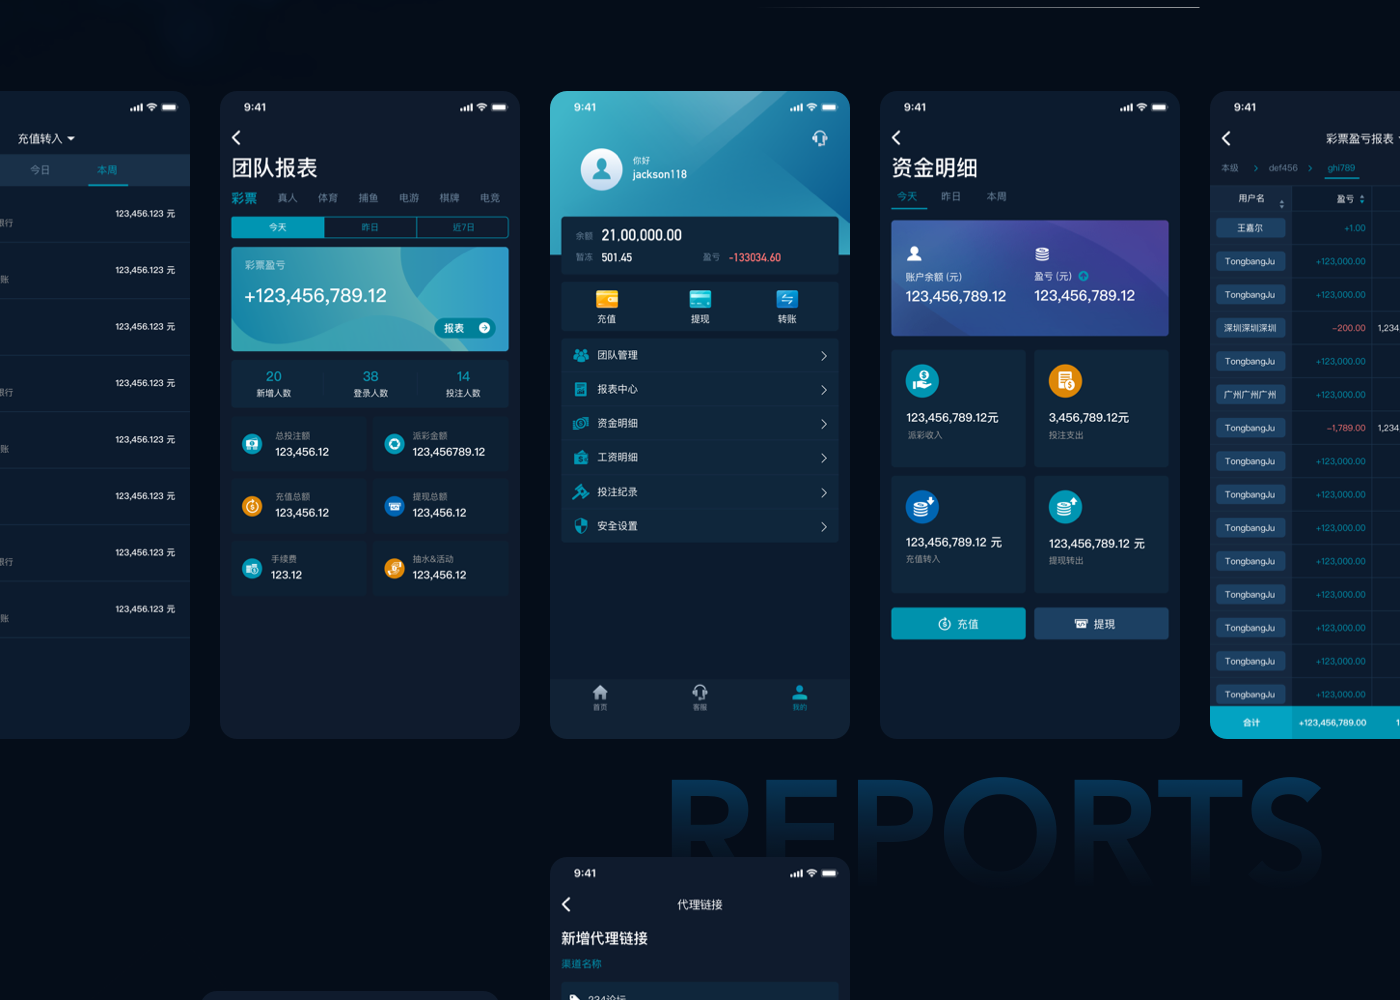 充值转入
今日 本周
123,456.123 元
银行
123,456.123 元
账
123,456.123 元
123,456.123 元
银行
123,456.123 元
账
123,456.123 元
123,456.123 元
银行
123,456.123 元
账
9:41
团队报表
彩票 真人 体育 捕鱼 电游 棋牌 电竞
今天 昨日 近7日
彩票盈亏
+123,456,789.12
报表
20 38 14
新增人数 登录人数 投注人数
总投注额 派彩金额
123,456.12 123,456789.12
充值总额 提现总额
123,456.12 123,456.12
手续费 抽水&活动
123.12 123,456.12
9:41
你好
jackson118
余额 21,00,000.00
暂冻 501.45 盈亏 -133034.60
充值 提现 转账
团队管理
报表中心
资金明细
工资明细
投注纪录
安全设置
首页 客服 我的
9:41
资金明细
今天 昨日 本周
账户余额 (元) 盈亏 (元)
123,456,789.12 123,456,789.12
123,456,789.12元 3,456,789.12元
派彩收入 投注支出
123,456,789.12 元 123,456,789.12 元
充值转入 提现转出
充值 提现
9:41
彩票盈亏报表
本级 def456 ghi789
用户名 盈亏
王嘉尔 +1.00
TongbangJu +123,000.00
TongbangJu +123,000.00
深圳深圳深圳 -200.00 1,234
TongbangJu +123,000.00
广州广州广州 +123,000.00
TongbangJu -1,789.00 1,234
TongbangJu +123,000.00
TongbangJu +123,000.00
TongbangJu +123,000.00
TongbangJu +123,000.00
TongbangJu +123,000.00
TongbangJu +123,000.00
TongbangJu +123,000.00
TongbangJu +123,000.00
合计 +123,456,789.00 1
REPORTS
9:41
代理链接
新增代理链接
渠道名称
234论坛